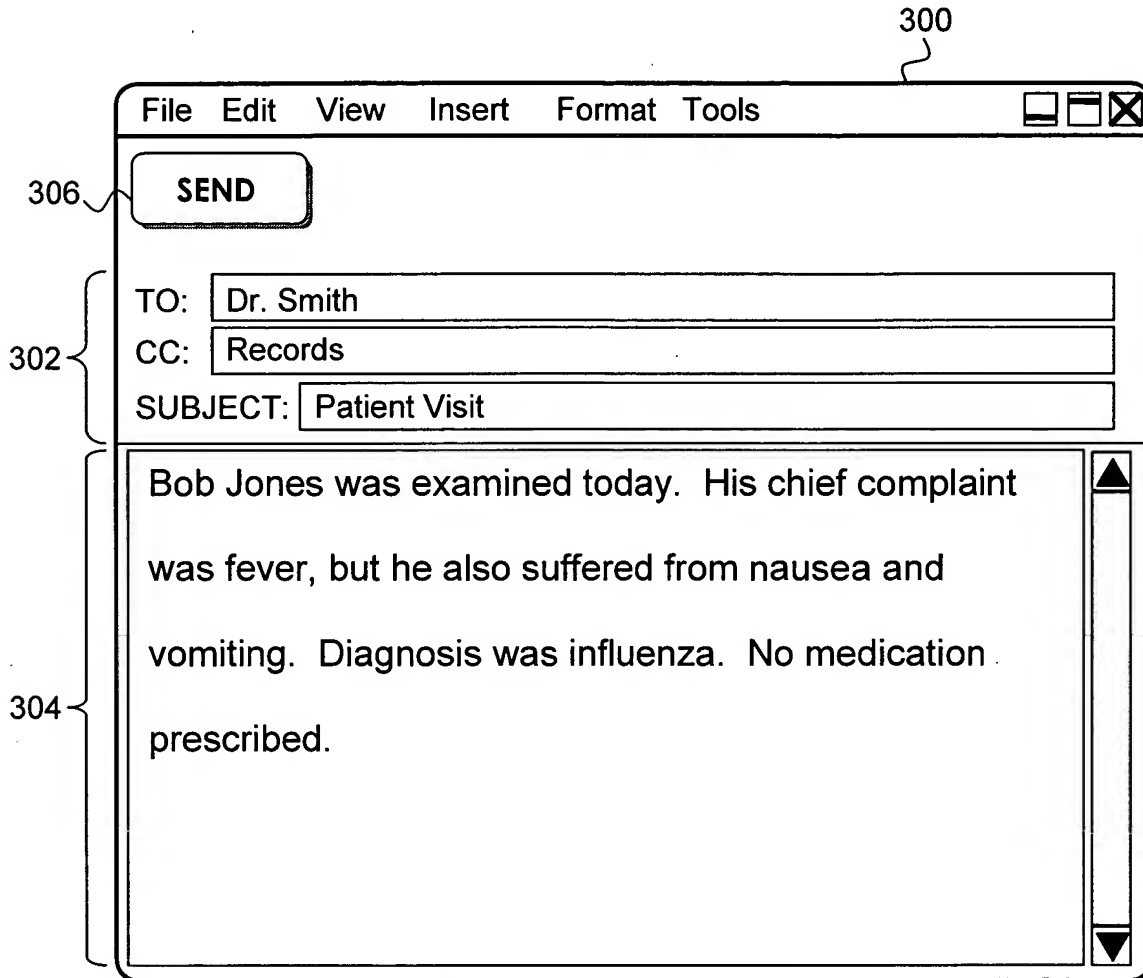 300
File Edit View Insert Format Tools
306
SEND
302
TO: Dr. Smith
CC: Records
SUBJECT: Patient Visit
304
Bob Jones was examined today. His chief complaint
was fever, but he also suffered from nausea and
vomiting. Diagnosis was influenza. No medication
prescribed.